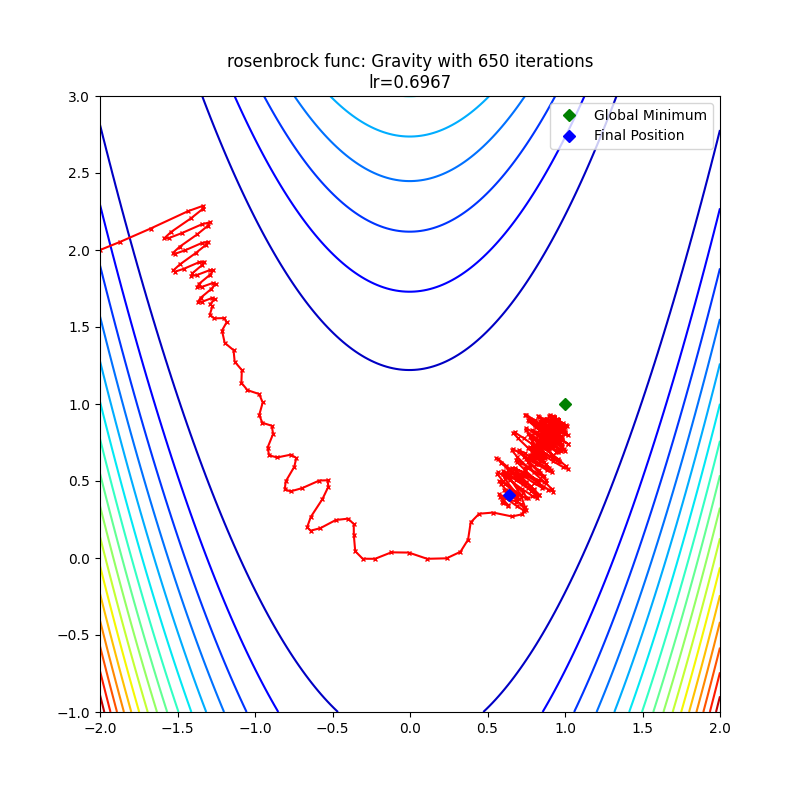 rosenbrock func: Gravity with 650 iterations
lr=0.6967
Global Minimum
Final Position
3.0
2.5
2.0
1.5
1.0
0.5
0.0
−0.5
−1.0
−2.0 −1.5 −1.0 −0.5 0.0 0.5 1.0 1.5 2.0